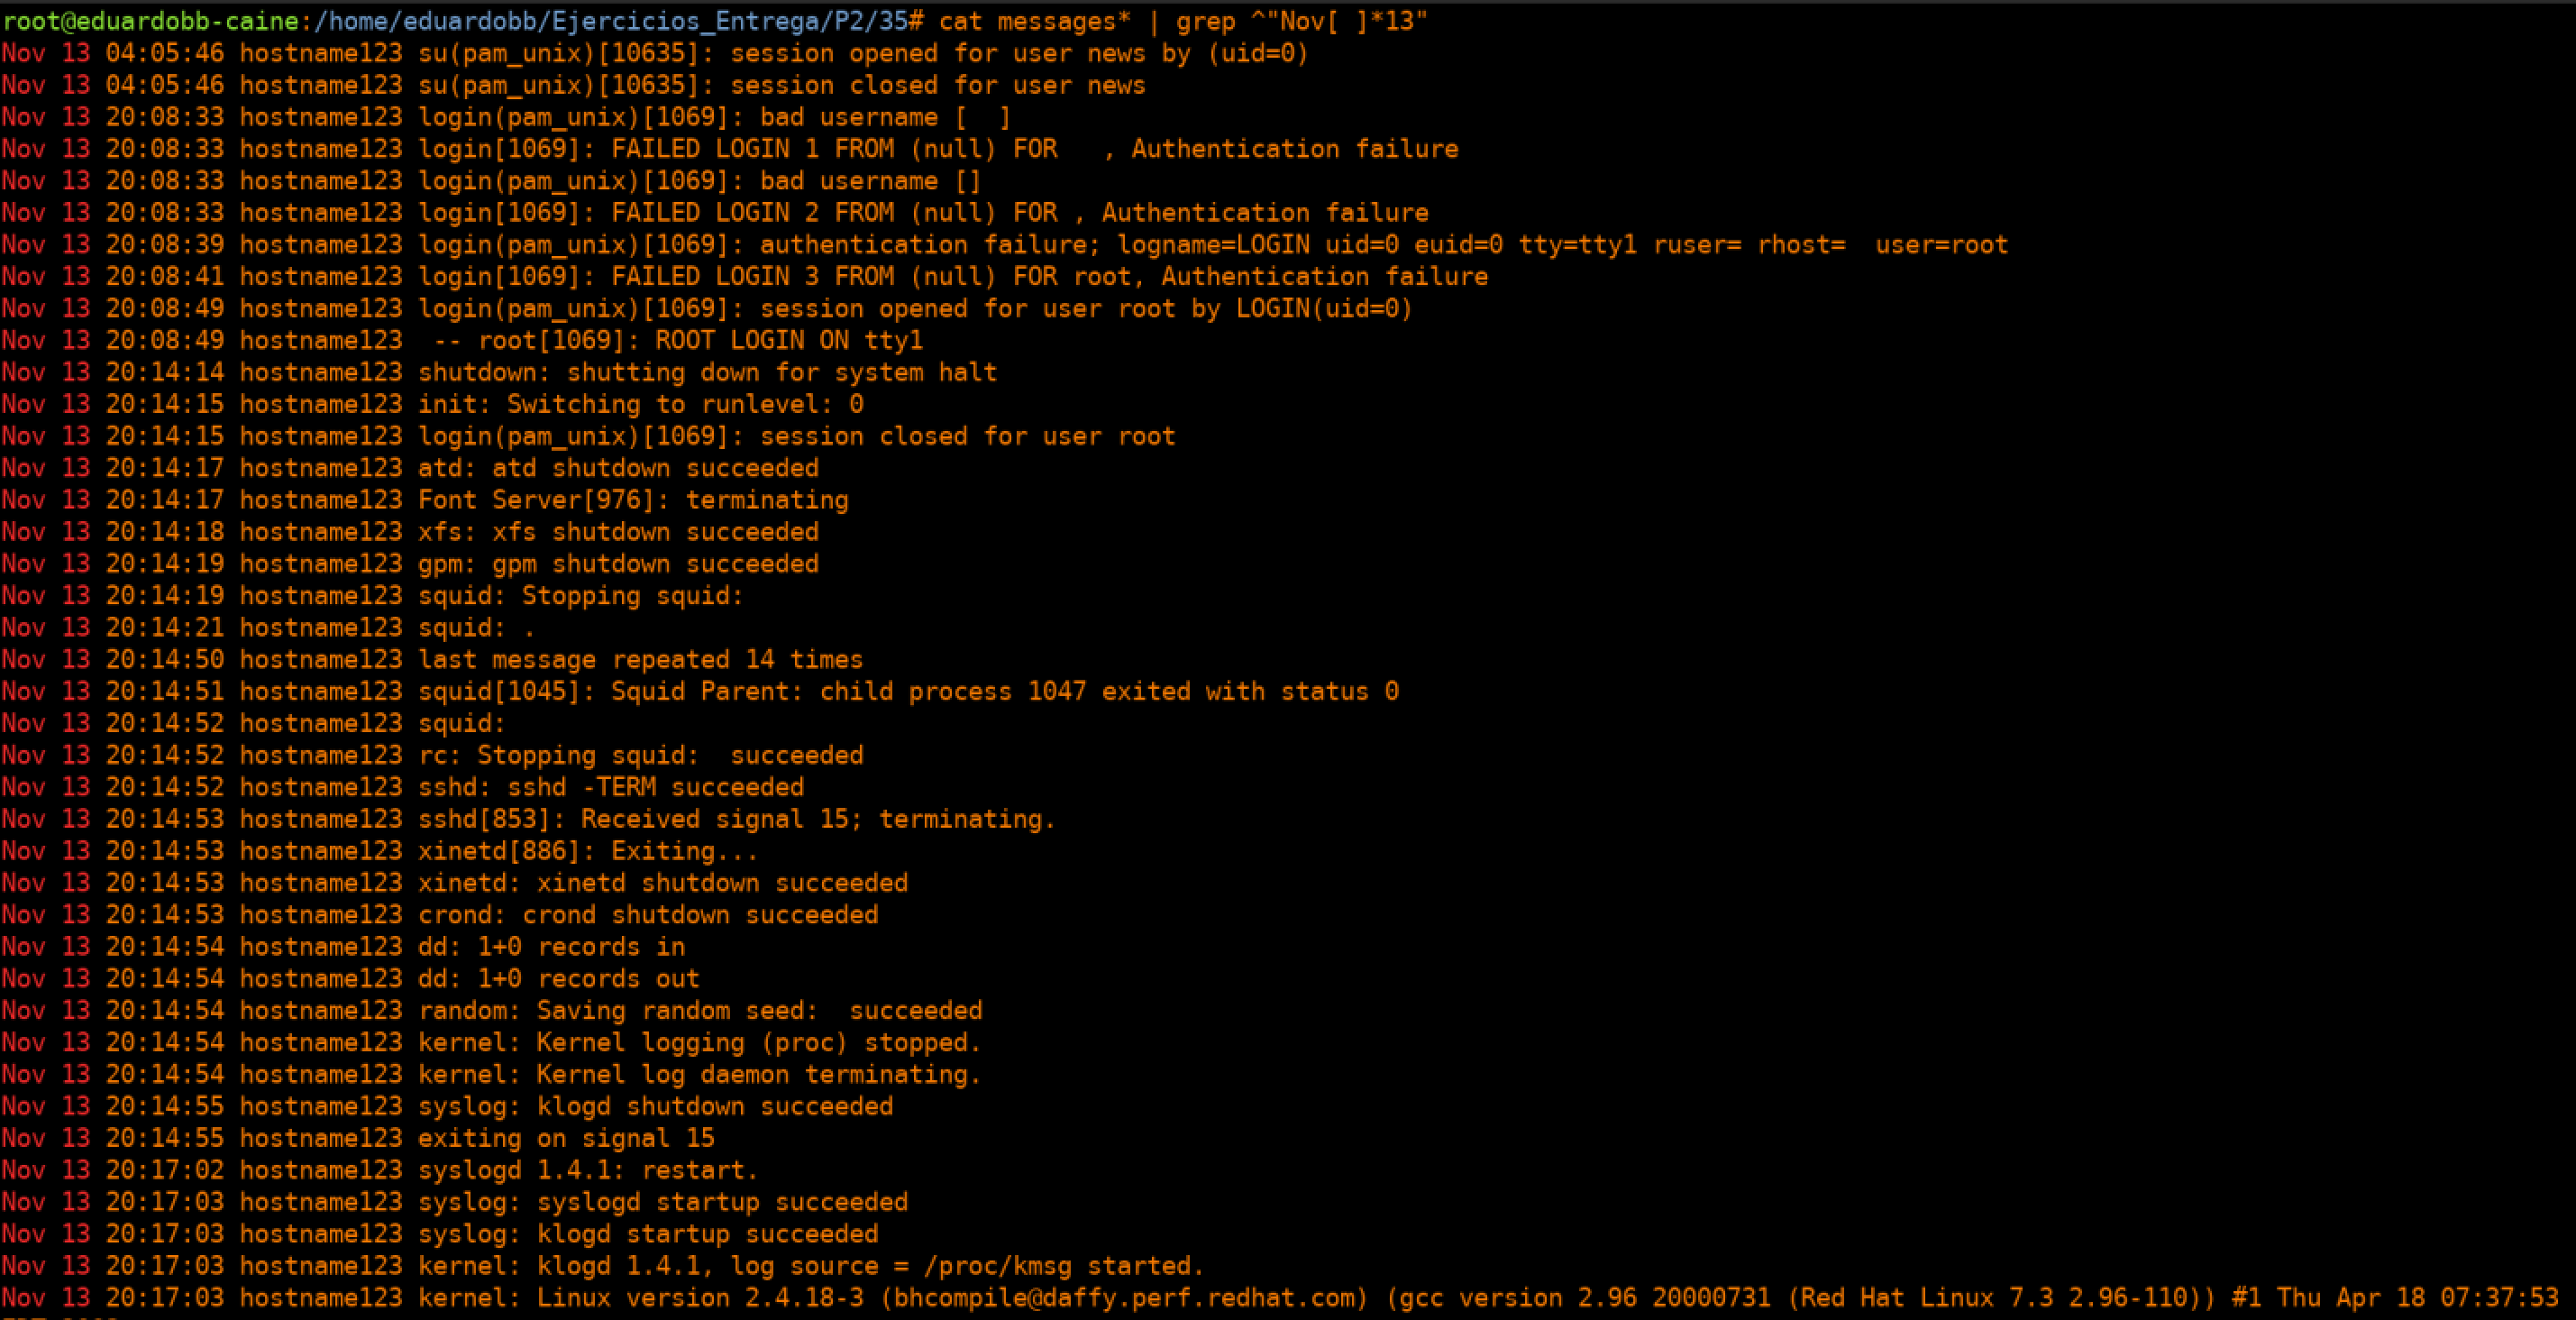 root@eduardobb-caine:/home/eduardobb/Ejercicios_Entrega/P2/35# cat messages* | grep ^"Nov[ ]*13"
Nov 13 04:05:46 hostname123 su(pam_unix)[10635]: session opened for user news by (uid=0)
Nov 13 04:05:46 hostname123 su(pam_unix)[10635]: session closed for user news
Nov 13 20:08:33 hostname123 login(pam_unix)[1069]: bad username [  ]
Nov 13 20:08:33 hostname123 login[1069]: FAILED LOGIN 1 FROM (null) FOR   , Authentication failure
Nov 13 20:08:33 hostname123 login(pam_unix)[1069]: bad username []
Nov 13 20:08:33 hostname123 login[1069]: FAILED LOGIN 2 FROM (null) FOR , Authentication failure
Nov 13 20:08:39 hostname123 login(pam_unix)[1069]: authentication failure; logname=LOGIN uid=0 euid=0 tty=tty1 ruser= rhost=  user=root
Nov 13 20:08:41 hostname123 login[1069]: FAILED LOGIN 3 FROM (null) FOR root, Authentication failure
Nov 13 20:08:49 hostname123 login(pam_unix)[1069]: session opened for user root by LOGIN(uid=0)
Nov 13 20:08:49 hostname123  -- root[1069]: ROOT LOGIN ON tty1
Nov 13 20:14:14 hostname123 shutdown: shutting down for system halt
Nov 13 20:14:15 hostname123 init: Switching to runlevel: 0
Nov 13 20:14:15 hostname123 login(pam_unix)[1069]: session closed for user root
Nov 13 20:14:17 hostname123 atd: atd shutdown succeeded
Nov 13 20:14:17 hostname123 Font Server[976]: terminating
Nov 13 20:14:18 hostname123 xfs: xfs shutdown succeeded
Nov 13 20:14:19 hostname123 gpm: gpm shutdown succeeded
Nov 13 20:14:19 hostname123 squid: Stopping squid:
Nov 13 20:14:21 hostname123 squid: .
Nov 13 20:14:50 hostname123 last message repeated 14 times
Nov 13 20:14:51 hostname123 squid[1045]: Squid Parent: child process 1047 exited with status 0
Nov 13 20:14:52 hostname123 squid:
Nov 13 20:14:52 hostname123 rc: Stopping squid:  succeeded
Nov 13 20:14:52 hostname123 sshd: sshd -TERM succeeded
Nov 13 20:14:53 hostname123 sshd[853]: Received signal 15; terminating.
Nov 13 20:14:53 hostname123 xinetd[886]: Exiting...
Nov 13 20:14:53 hostname123 xinetd: xinetd shutdown succeeded
Nov 13 20:14:53 hostname123 crond: crond shutdown succeeded
Nov 13 20:14:54 hostname123 dd: 1+0 records in
Nov 13 20:14:54 hostname123 dd: 1+0 records out
Nov 13 20:14:54 hostname123 random: Saving random seed:  succeeded
Nov 13 20:14:54 hostname123 kernel: Kernel logging (proc) stopped.
Nov 13 20:14:54 hostname123 kernel: Kernel log daemon terminating.
Nov 13 20:14:55 hostname123 syslog: klogd shutdown succeeded
Nov 13 20:14:55 hostname123 exiting on signal 15
Nov 13 20:17:02 hostname123 syslogd 1.4.1: restart.
Nov 13 20:17:03 hostname123 syslog: syslogd startup succeeded
Nov 13 20:17:03 hostname123 syslog: klogd startup succeeded
Nov 13 20:17:03 hostname123 kernel: klogd 1.4.1, log source = /proc/kmsg started.
Nov 13 20:17:03 hostname123 kernel: Linux version 2.4.18-3 (bhcompile@daffy.perf.redhat.com) (gcc version 2.96 20000731 (Red Hat Linux 7.3 2.96-110)) #1 Thu Apr 18 07:37:53